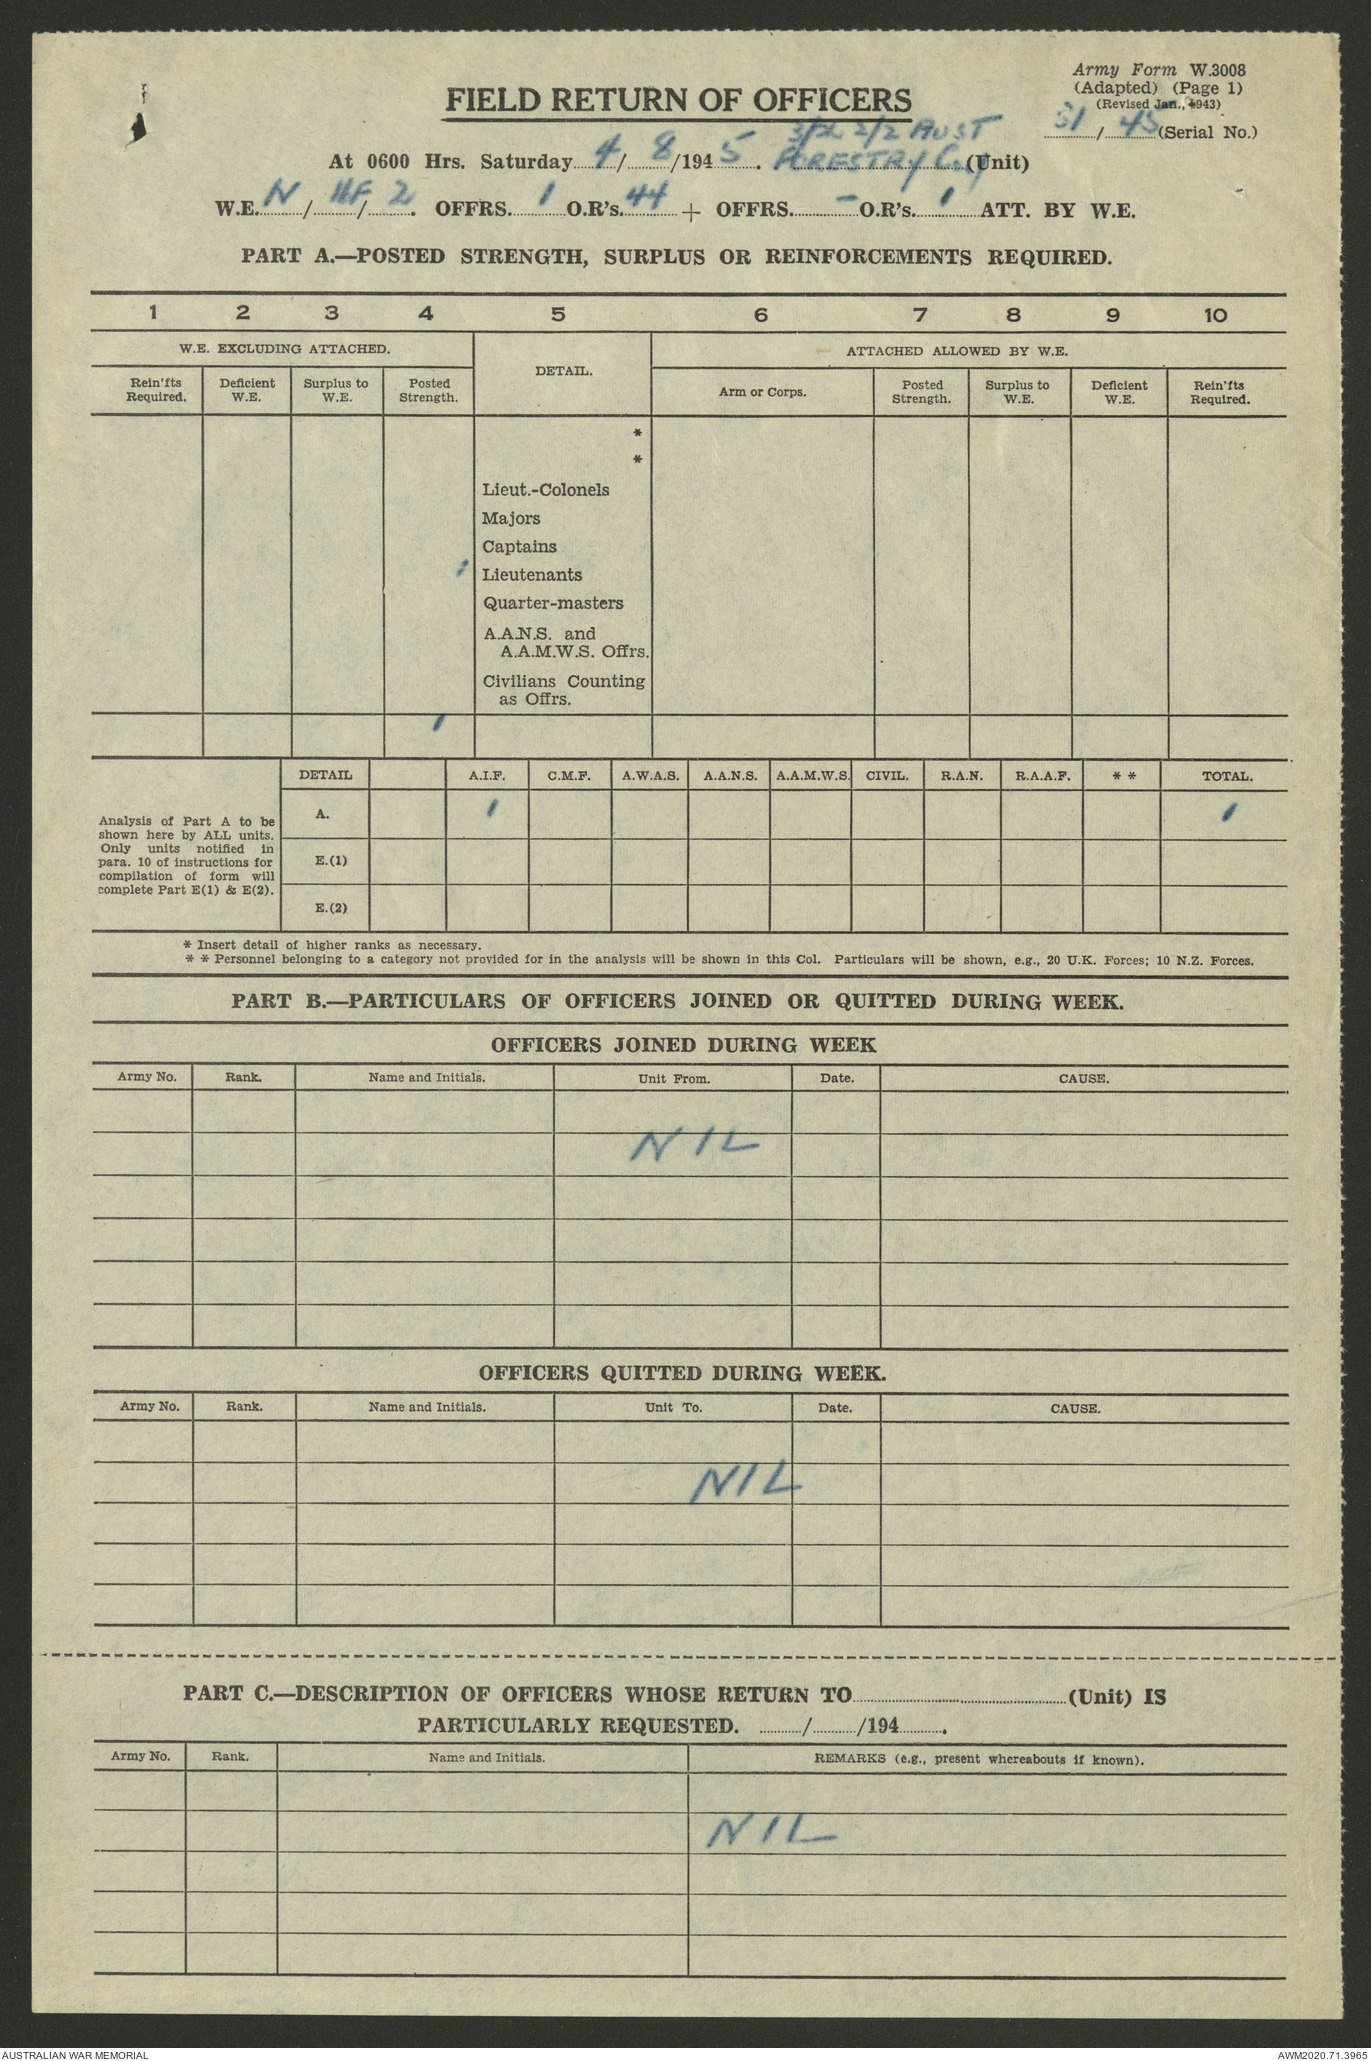 Army Form W.3008
(Adapted) (Page 1)
(Revised Jan., 1943)
31 / 45 (Serial No.)
FIELD RETURN OF OFFICERS
At 0600 Hrs. Saturday 4 / 8 /1945. 2/2 Aust
FORESTRY Coy (Unit)
W.E. N / / 2 . OFFRS. 1 O.R's. 44 + OFFRS. - O.R's. 1 ATT. BY W.E.
PART A.—POSTED STRENGTH, SURPLUS OR REINFORCEMENTS REQUIRED.
1 2 3 4 5 6 7 8 9 10
W.E. EXCLUDING ATTACHED. DETAIL. ATTACHED ALLOWED BY W.E.
Rein'fts Required. Deficient W.E. Surplus to W.E. Posted Strength. Arm or Corps. Posted Strength. Surplus to W.E. Deficient W.E. Rein'fts Required.
*
*
Lieut.-Colonels
Majors
Captains
1 Lieutenants
Quarter-masters
A.A.N.S. and
A.A.M.W.S. Offrs.
Civilians Counting
as Offrs.
1
DETAIL A.I.F. C.M.F. A.W.A.S. A.A.N.S. A.A.M.W.S. CIVIL. R.A.N. R.A.A.F. * * TOTAL.
Analysis of Part A to be
shown here by ALL units.
Only units notified in
para. 10 of instructions for
compilation of form will
complete Part E(1) & E(2).
A. 1 1
E.(1)
E.(2)
* Insert detail of higher ranks as necessary.
* * Personnel belonging to a category not provided for in the analysis will be shown in this Col. Particulars will be shown, e.g., 20 U.K. Forces; 10 N.Z. Forces.
PART B.—PARTICULARS OF OFFICERS JOINED OR QUITTED DURING WEEK.
OFFICERS JOINED DURING WEEK
Army No. Rank. Name and Initials. Unit From. Date. CAUSE.
NIL
OFFICERS QUITTED DURING WEEK.
Army No. Rank. Name and Initials. Unit To. Date. CAUSE.
NIL
PART C.—DESCRIPTION OF OFFICERS WHOSE RETURN TO (Unit) IS
PARTICULARLY REQUESTED. / /194 .
Army No. Rank. Name and Initials. REMARKS (e.g., present whereabouts if known).
NIL
AUSTRALIAN WAR MEMORIAL AWM2020.71.3965